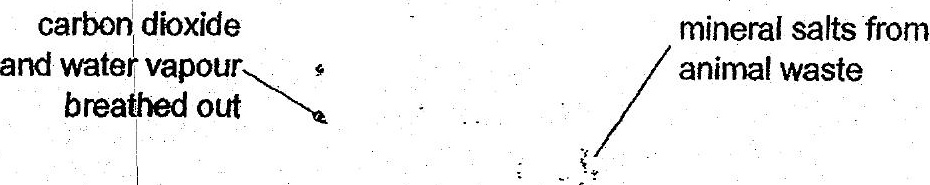 carbon dioxide
and water vapour
breathed out
mineral salts from
animal waste